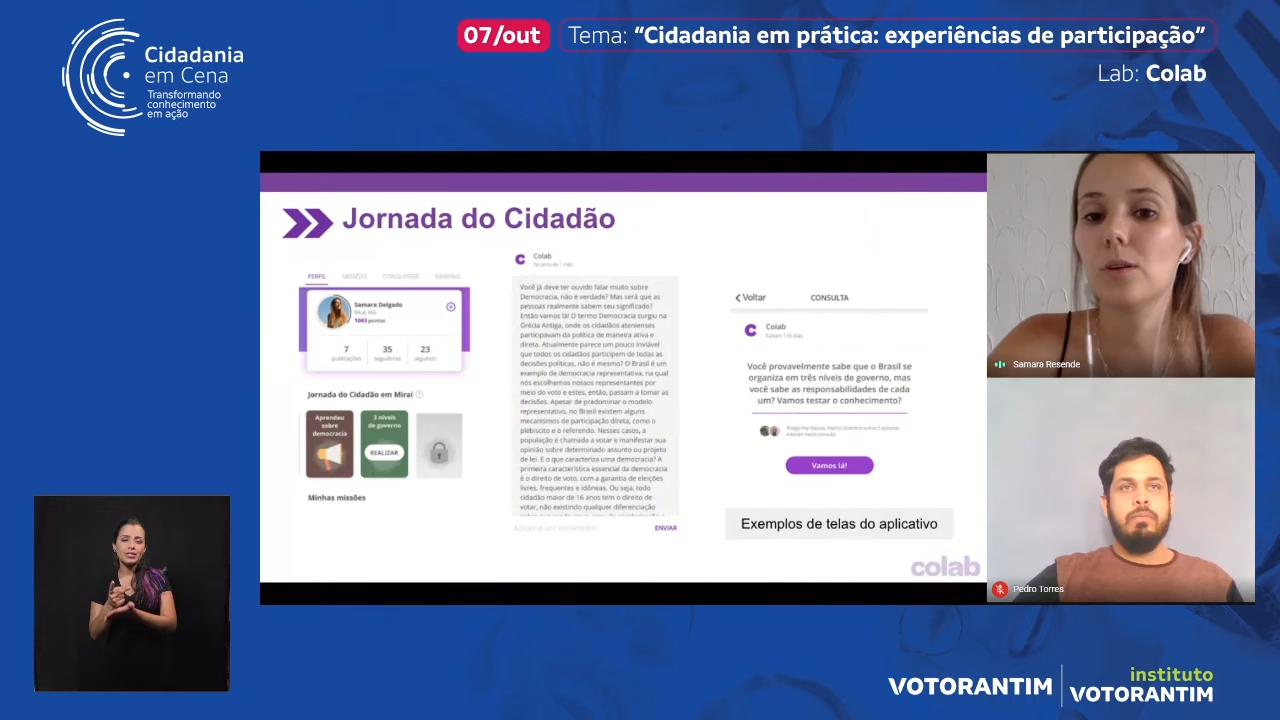 Cidadania
em Cena
Transformando
conhecimento
em ação
07/out
Tema: “Cidadania em prática: experiências de participação”
Lab: Colab
Jornada do Cidadão
PERFIL MISSÕES CONQUISTAS RANKING
Samara Delgado
Miraí, MG
1043 pontos
7 35 23
publicações seguidores seguindo
Jornada do Cidadão em Miraí
Aprendeu
sobre
democracia
3 níveis
de governo
REALIZAR
Minhas missões
Colab
Você já deve ter ouvido falar muito sobre
Democracia, não é verdade? Mas será que as
pessoas realmente sabem seu significado?
Então vamos lá! O termo Democracia surgiu na
Grécia Antiga, onde os cidadãos atenienses
participavam da política de maneira ativa e
direta. Atualmente parece um pouco inviável
que todos os cidadãos participem de todas as
decisões políticas, não é mesmo? O Brasil é um
exemplo de democracia representativa, na qual
nós escolhemos nossos representantes por
meio do voto e estes, então, passam a tomar as
decisões. Apesar de predominar o modelo
representativo, no Brasil existem alguns
mecanismos de participação direta, como o
plebiscito e o referendo. Nesses casos, a
população é chamada a votar e manifestar sua
opinião sobre determinado assunto ou projeto
de lei. E o que caracteriza uma democracia? A
primeira característica essencial da democracia
é o direito de voto, com a garantia de eleições
livres, frequentes e idôneas. Ou seja, todo
cidadão maior de 16 anos tem o direito de
votar, não existindo qualquer diferenciação
Adicione um comentário ENVIAR
Voltar CONSULTA
Colab
Você provavelmente sabe que o Brasil se
organiza em três níveis de governo, mas
você sabe as responsabilidades de cada
um? Vamos testar o conhecimento?
Vamos lá!
Exemplos de telas do aplicativo
colab
Samara Resende
Pedro Torres
VOTORANTIM
instituto
VOTORANTIM